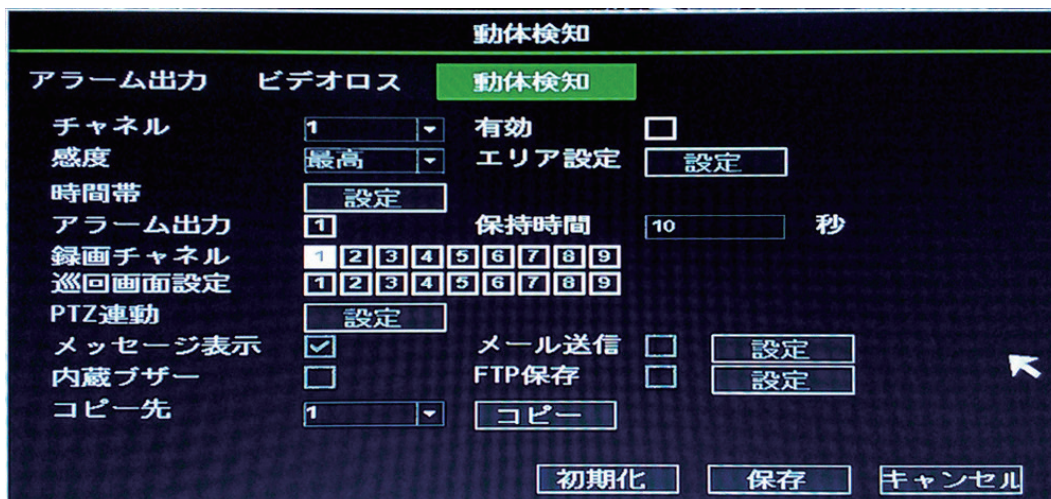 動体検知
アラーム出力 ビデオロス 動体検知
チャネル 1 有効
感度 最高 エリア設定 設定
時間帯 設定
アラーム出力 1 保持時間 10 秒
録画チャネル 1 2 3 4 5 6 7 8 9
巡回画面設定 1 2 3 4 5 6 7 8 9
PTZ連動 設定
メッセージ表示 メール送信 設定
内蔵ブザー FTP保存 設定
コピー先 1 コピー
初期化 保存 キャンセル